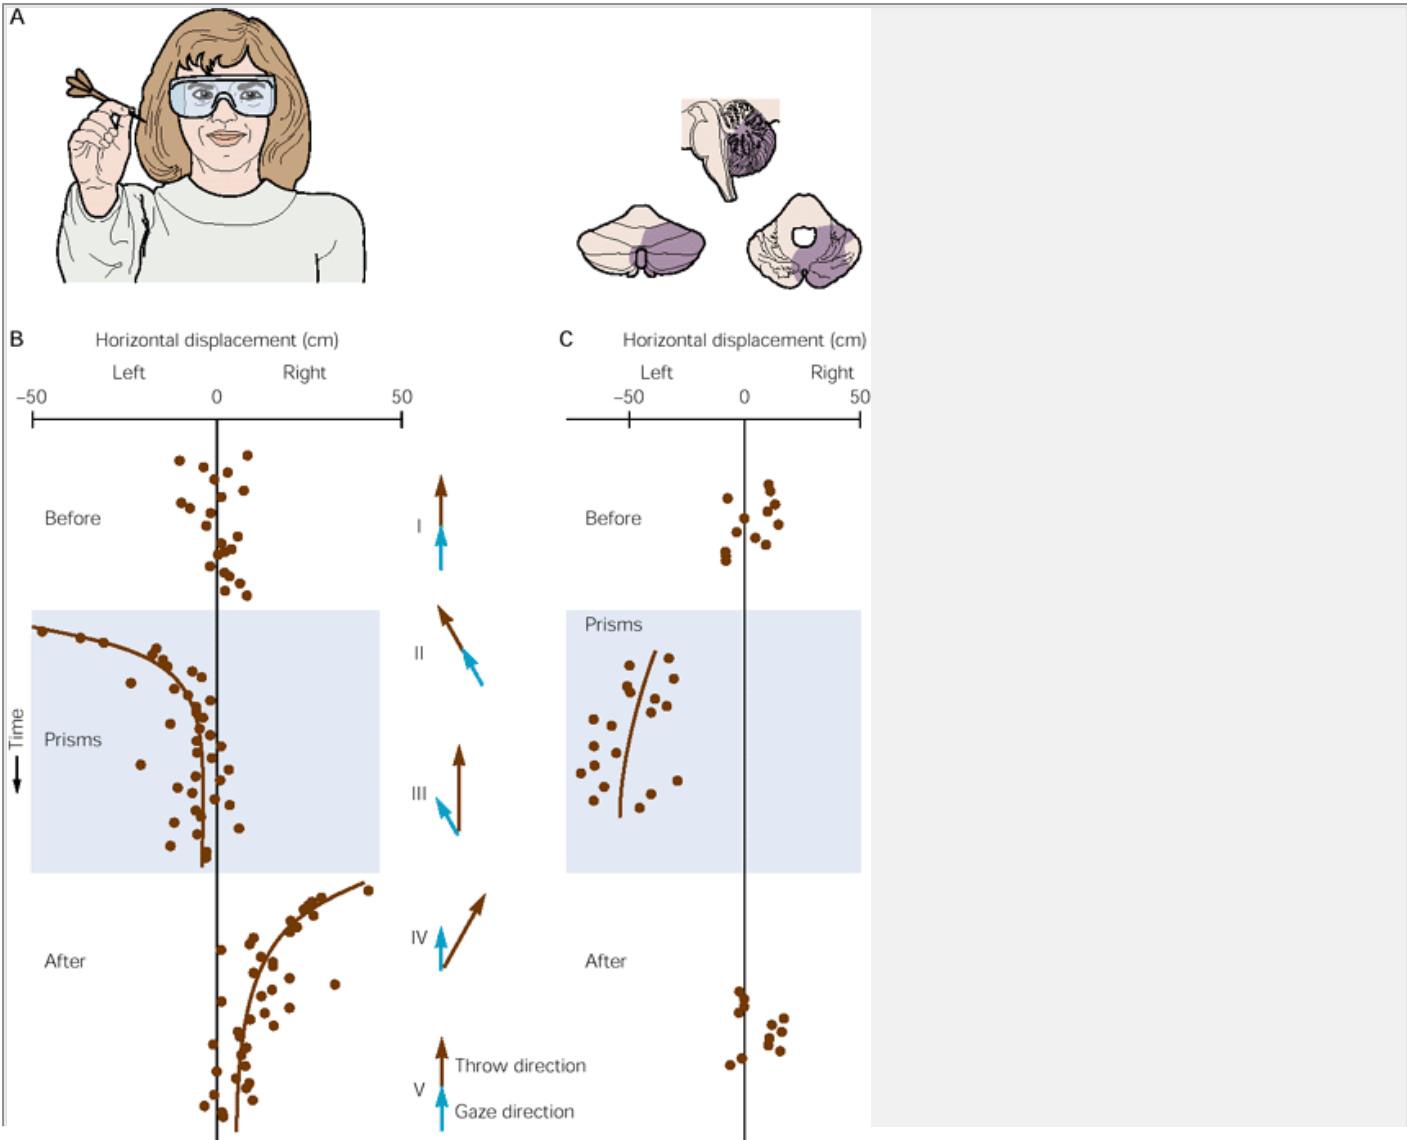 A
B
Horizontal displacement (cm)
Left
Right
–50
0
50
Before
Prisms
After
Time
I
II
III
IV
V
Throw direction
Gaze direction
C
Horizontal displacement (cm)
Left
Right
–50
0
50
Before
Prisms
After